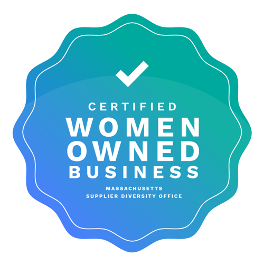 CERTIFIED
WOMEN
OWNED
BUSINESS
MASSACHUSETTS
SUPPLIER DIVERSITY OFFICE